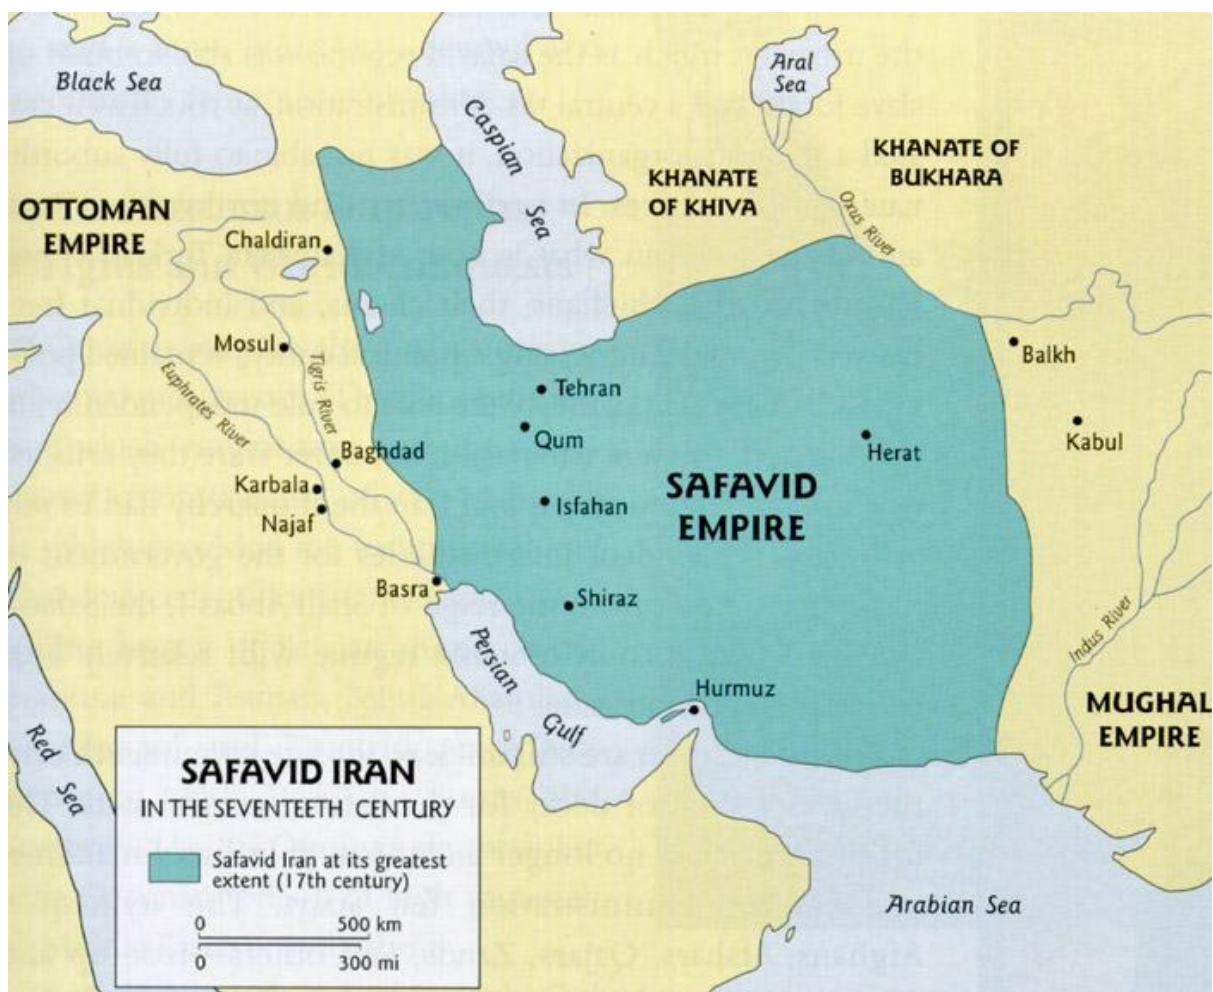 Black Sea
Caspian
Sea
Aral
Sea
KHANATE OF
BUKHARA
KHANATE
OF KHIVA
Oxus River
OTTOMAN
EMPIRE
Chaldiran
Mosul
Tigris River
Euphrates River
Baghdad
Karbala
Najaf
Basra
Tehran
Qum
Isfahan
Shiraz
Hurmuz
SAFAVID
EMPIRE
Herat
Balkh
Kabul
Indus River
MUGHAL
EMPIRE
Persian
Gulf
Red
Sea
Arabian Sea
SAFAVID IRAN
IN THE SEVENTEETH CENTURY
Safavid Iran at its greatest
extent (17th century)
0 500 km
0 300 mi